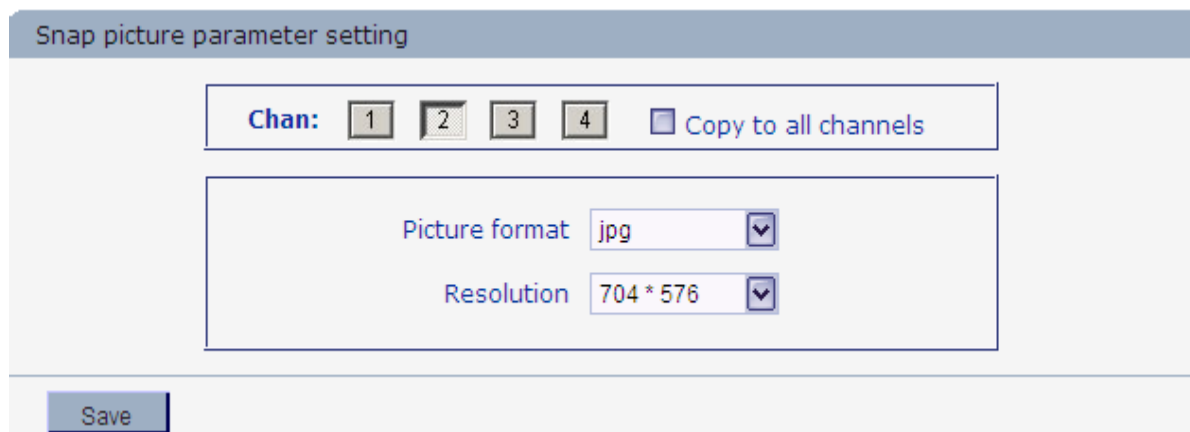 Snap picture parameter setting
Chan: 1 2 3 4 Copy to all channels
Picture format jpg
Resolution 704 * 576
Save